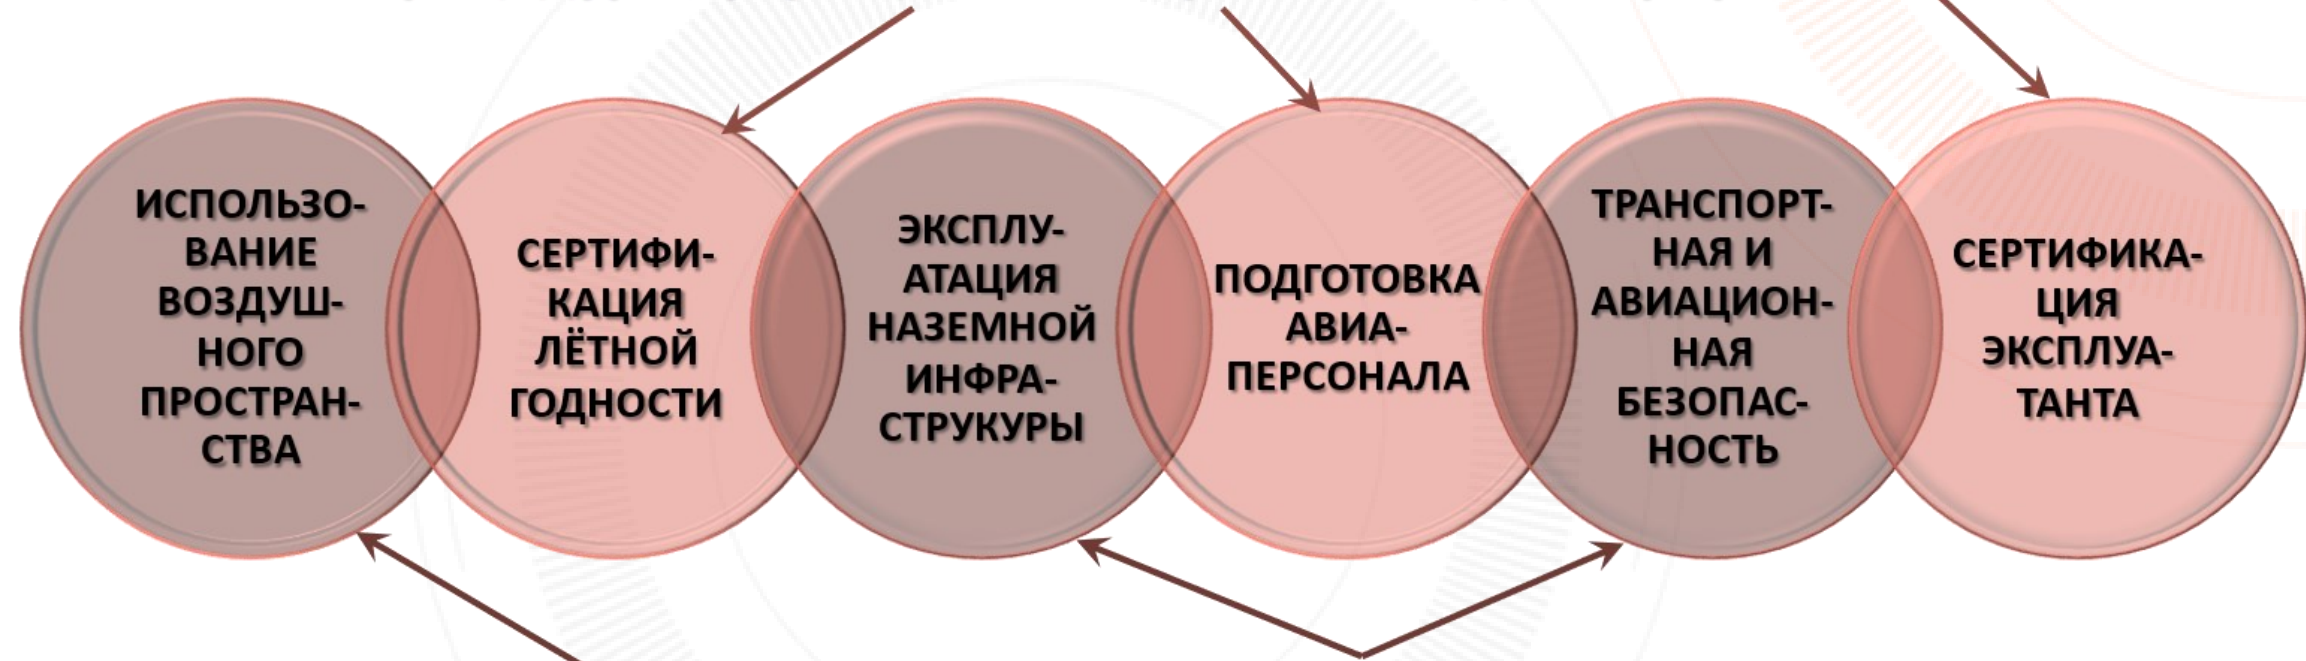 ИСПОЛЬЗО-
ВАНИЕ
ВОЗДУШ-
НОГО
ПРОСТРАН-
СТВА
СЕРТИФИ-
КАЦИЯ
ЛЁТНОЙ
ГОДНОСТИ
ЭКСПЛУ-
АТАЦИЯ
НАЗЕМНОЙ
ИНФРА-
СТРУКУРЫ
ПОДГОТОВКА
АВИА-
ПЕРСОНАЛА
ТРАНСПОРТ-
НАЯ И
АВИАЦИОН-
НАЯ
БЕЗОПАС-
НОСТЬ
СЕРТИФИКА-
ЦИЯ
ЭКСПЛУА-
ТАНТА